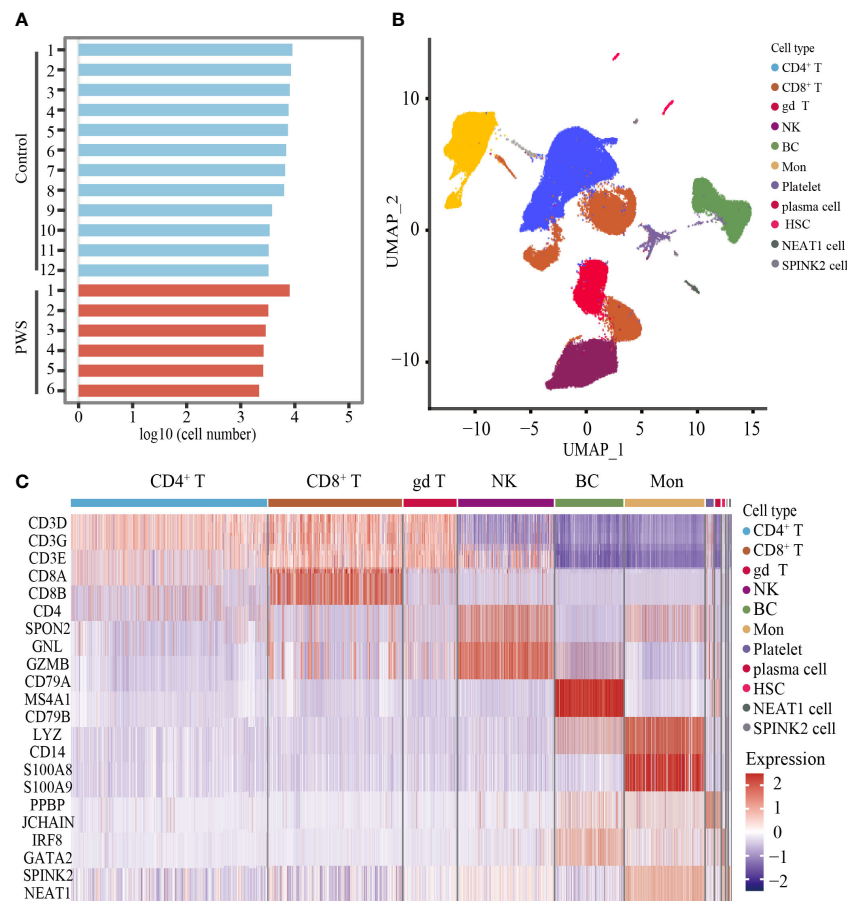 A
Control
1
2
3
4
5
6
7
8
9
10
11
12
PWS
1
2
3
4
5
6
0
1
2
3
4
5
log10 (cell number)
B
UMAP_2
10
0
−10
−10
−5
0
5
10
15
UMAP_1
Cell type
CD4+ T
CD8+ T
gd T
NK
BC
Mon
Platelet
plasma cell
HSC
NEAT1 cell
SPINK2 cell
C
CD4+ T
CD8+ T
gd T
NK
BC
Mon
CD3D
CD3G
CD3E
CD8A
CD8B
CD4
SPON2
GNL
GZMB
CD79A
MS4A1
CD79B
LYZ
CD14
S100A8
S100A9
PPBP
JCHAIN
IRF8
GATA2
SPINK2
NEAT1
Cell type
CD4+ T
CD8+ T
gd T
NK
BC
Mon
Platelet
plasma cell
HSC
NEAT1 cell
SPINK2 cell
Expression
2
1
0
−1
−2